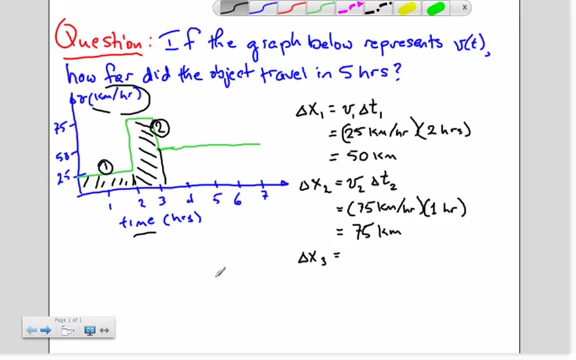 Question: If the graph below represents v(t),
how far did the object travel in 5 hrs?
v(km/hr)
75
50
25
1
2
1 2 3 4 5 6 7
time (hrs)
Δx₁ = v₁ Δt₁
= (25 km/hr)(2 hrs)
= 50 km
Δx₂ = v₂ Δt₂
= (75 km/hr)(1 hr)
= 75 km
Δx₃ =
Page 1 of 1